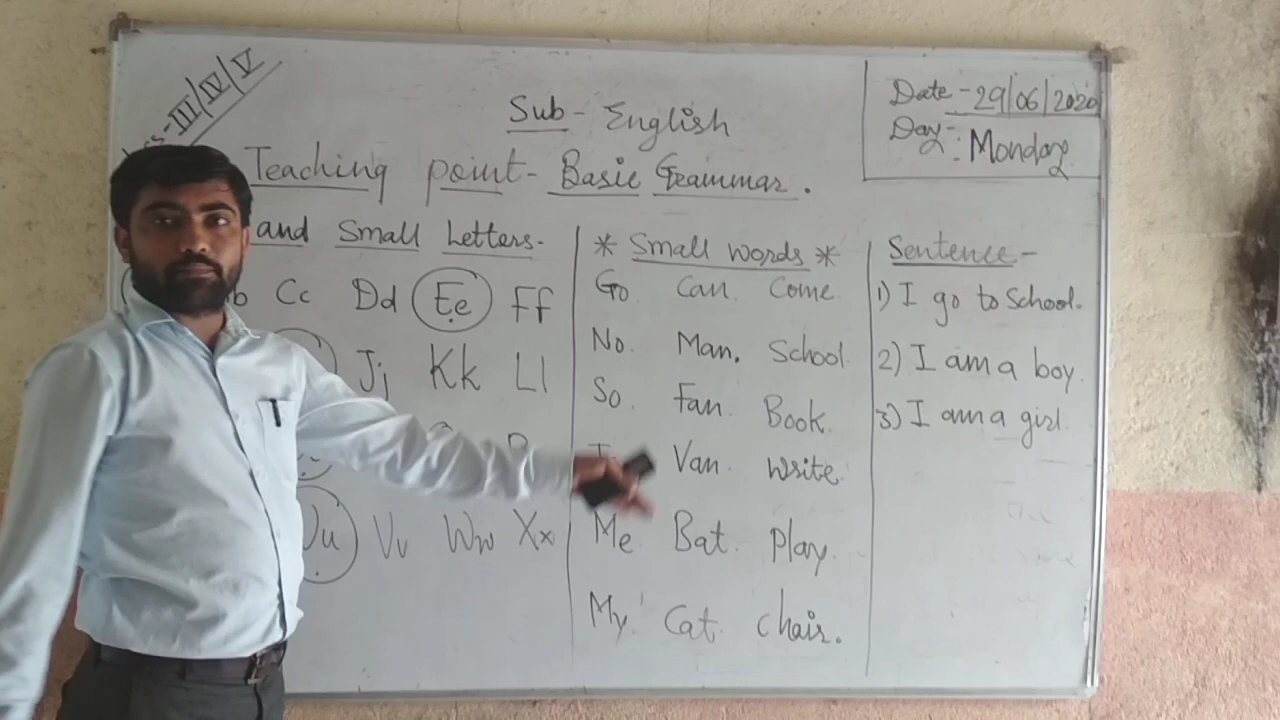 III/IV/V
Sub - English
Date - 29/06/2020
Day - : Monday
Teaching point - Basic Grammar.
and Small Letters -
Cc Dd Ee Ff
Jj Kk Ll
Uu Vv Ww Xx
* Small words *
Go Can. Come
No. Man. School
So. Fan. Book
Van. Write
Me Bat. Play.
My Cat. Chair.
Sentence -
1) I go to School.
2) I am a boy.
3) I am a girl.